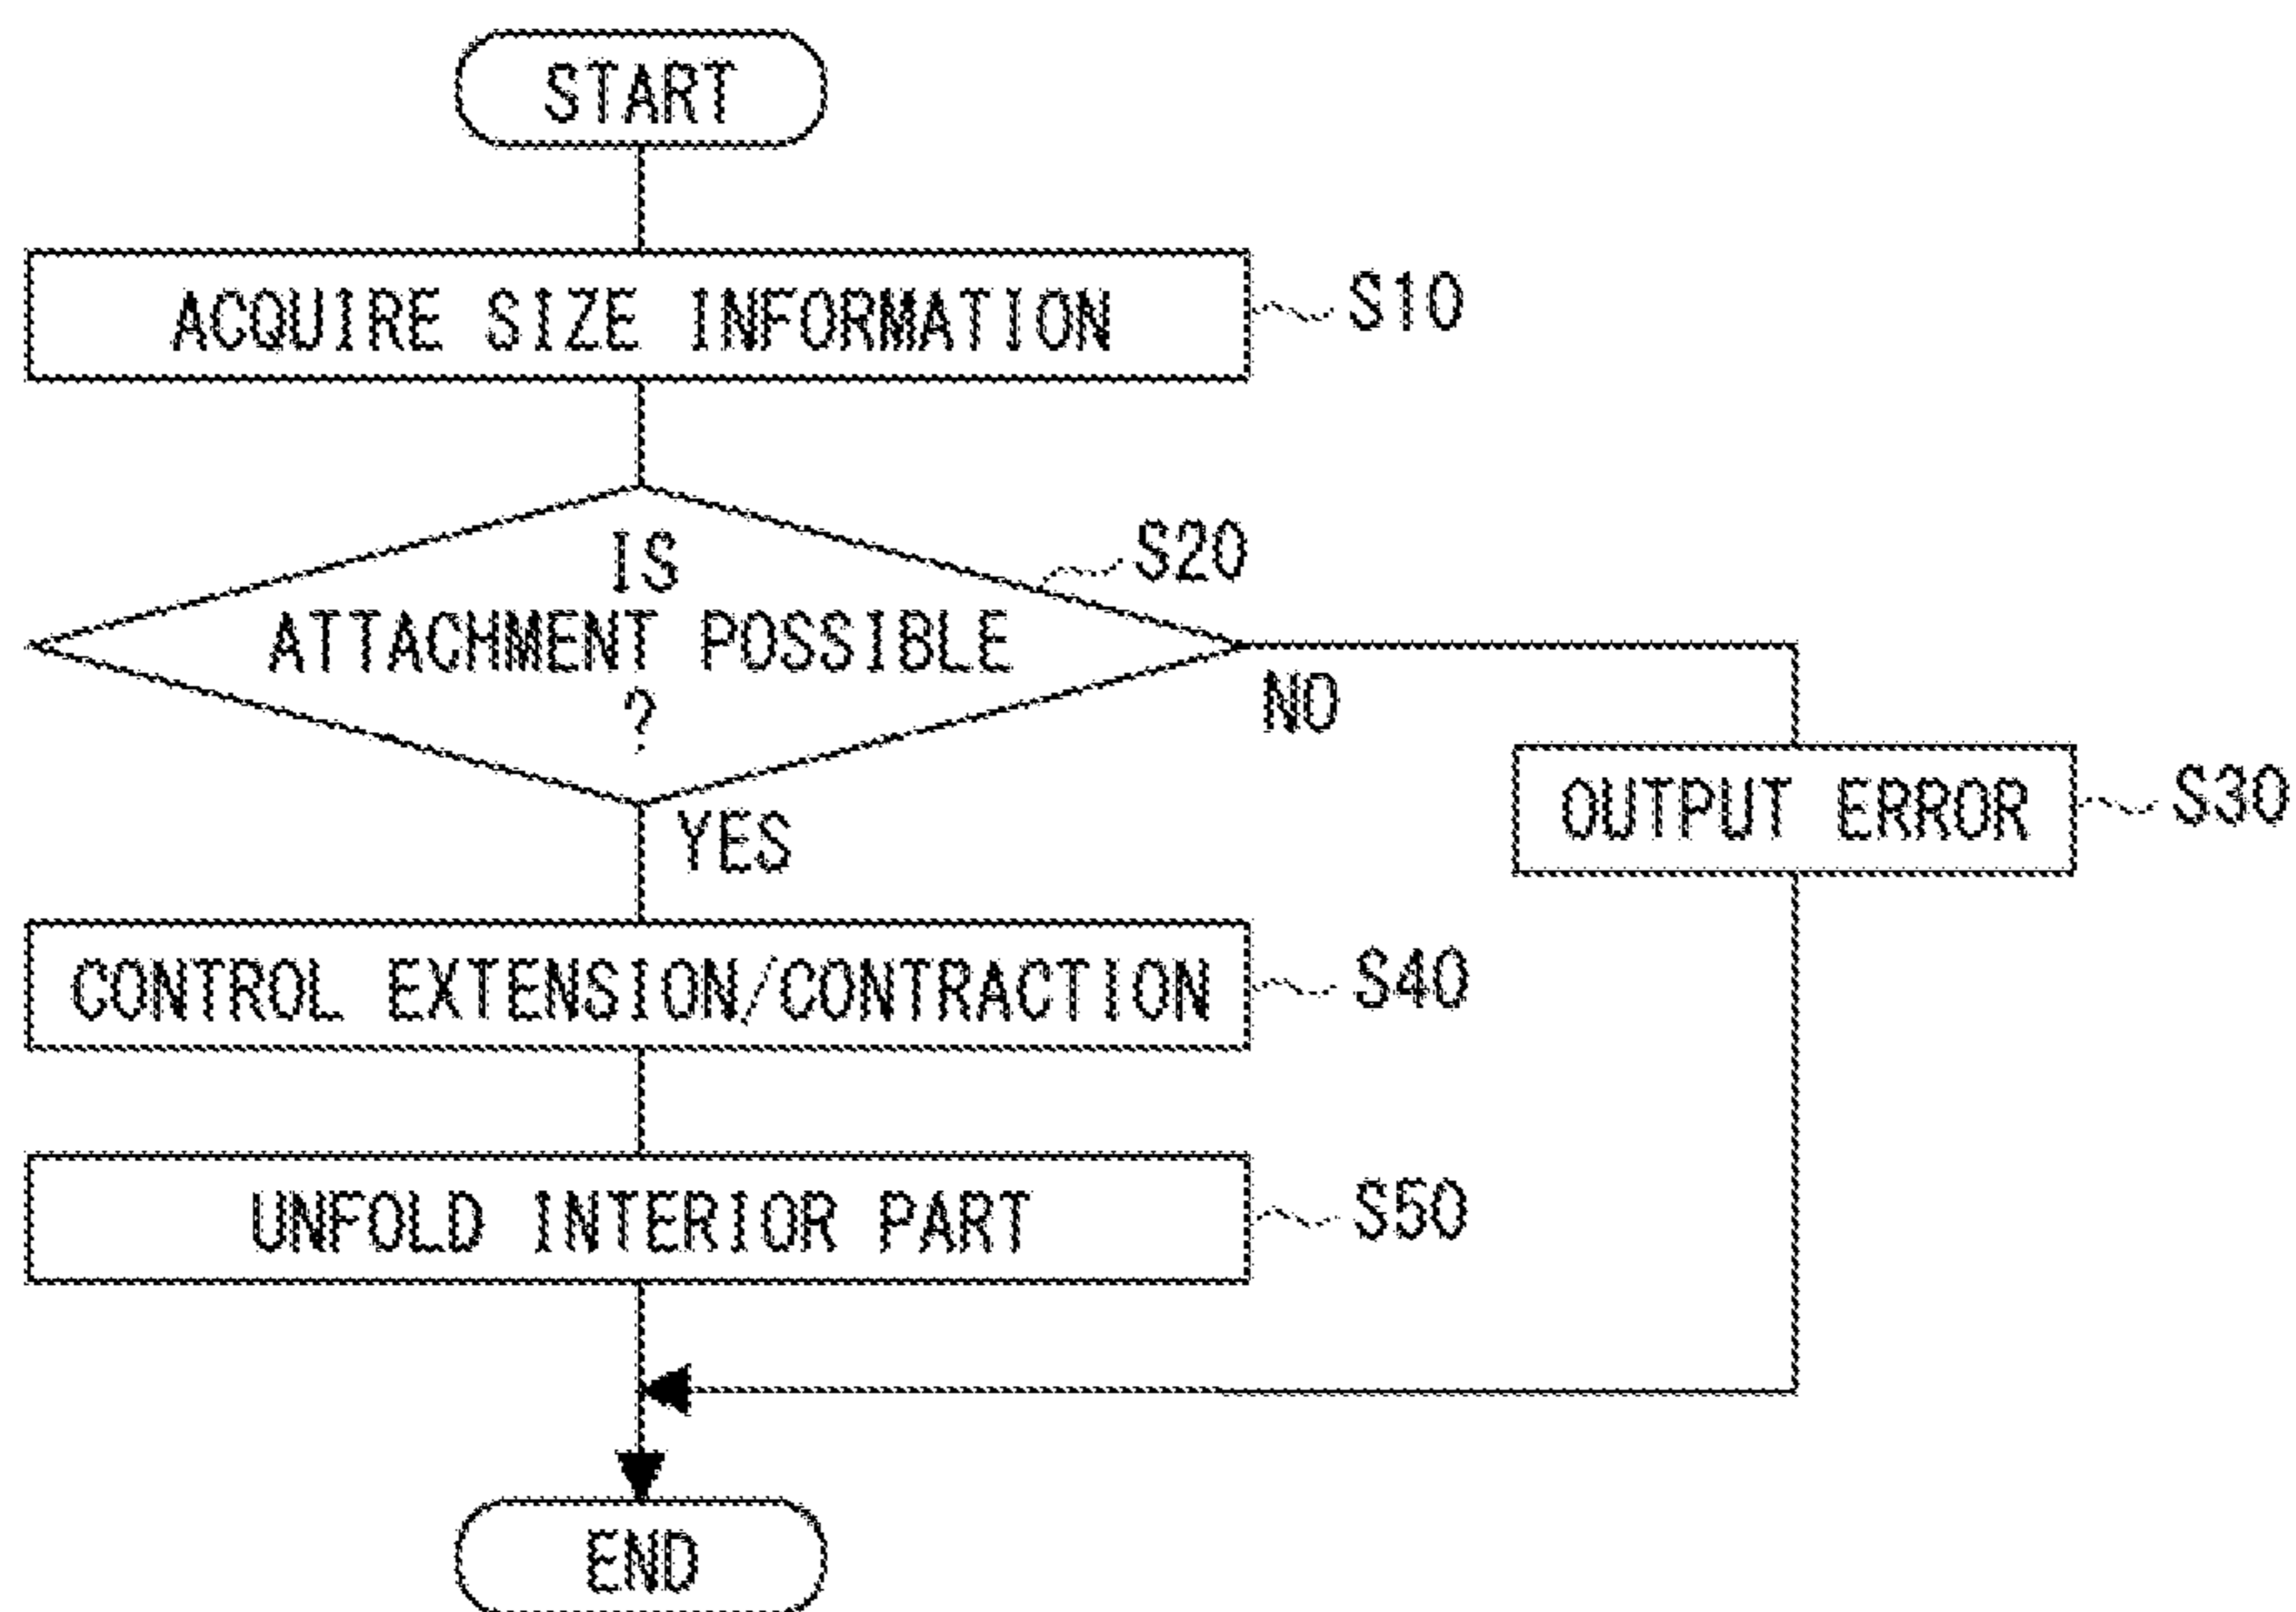 START
ACQUIRE SIZE INFORMATION
S10
IS
ATTACHMENT POSSIBLE
?
S20
NO
YES
OUTPUT ERROR
S30
CONTROL EXTENSION/CONTRACTION
S40
UNFOLD INTERIOR PART
S50
END